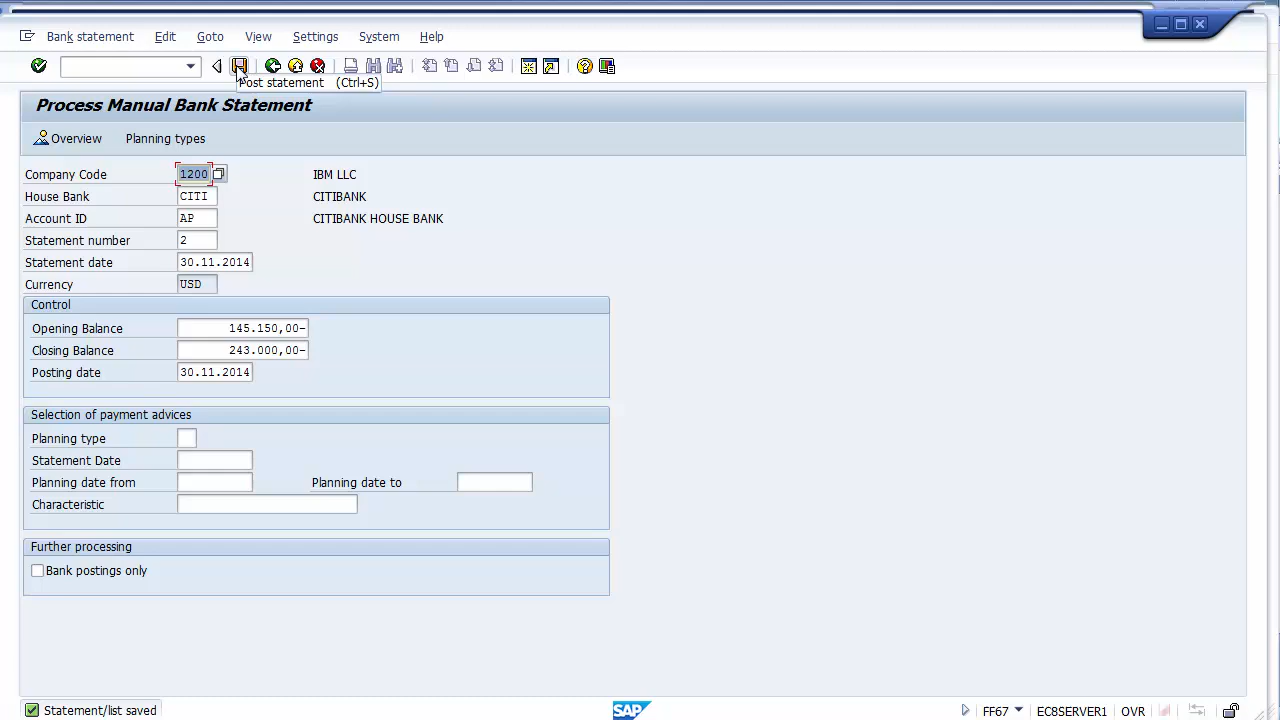 Bank statement Edit Goto View Settings System Help
Post statement (Ctrl+S)
Process Manual Bank Statement
Overview Planning types
Company Code 1200 IBM LLC
House Bank CITI CITIBANK
Account ID AP CITIBANK HOUSE BANK
Statement number 2
Statement date 30.11.2014
Currency USD
Control
Opening Balance 145.150,00-
Closing Balance 243.000,00-
Posting date 30.11.2014
Selection of payment advices
Planning type
Statement Date
Planning date from Planning date to
Characteristic
Further processing
Bank postings only
Statement/list saved SAP FF67 ECBSERVER1 OVR